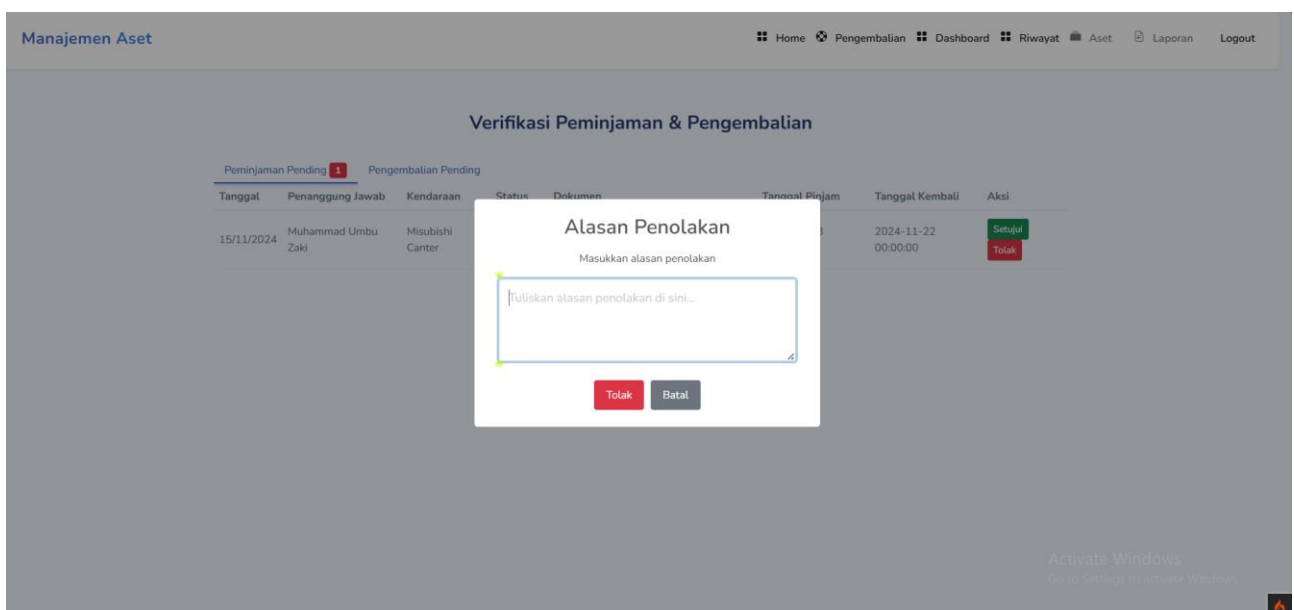 Manajemen Aset
Home Pengembalian Dashboard Riwayat Aset Laporan Logout
Verifikasi Peminjaman & Pengembalian
Peminjaman Pending 1 Pengembalian Pending
Tanggal Penanggung Jawab Kendaraan Status Dokumen Tanggal Pinjam Tanggal Kembali Aksi
15/11/2024 Muhammad Umbu Zaki Misubishi Canter 2024-11-22 00:00:00 Setujui Tolak
Alasan Penolakan
Masukkan alasan penolakan
Tuliskan alasan penolakan di sini...
Tolak Batal
Activate Windows
Go to Settings to activate Windows.